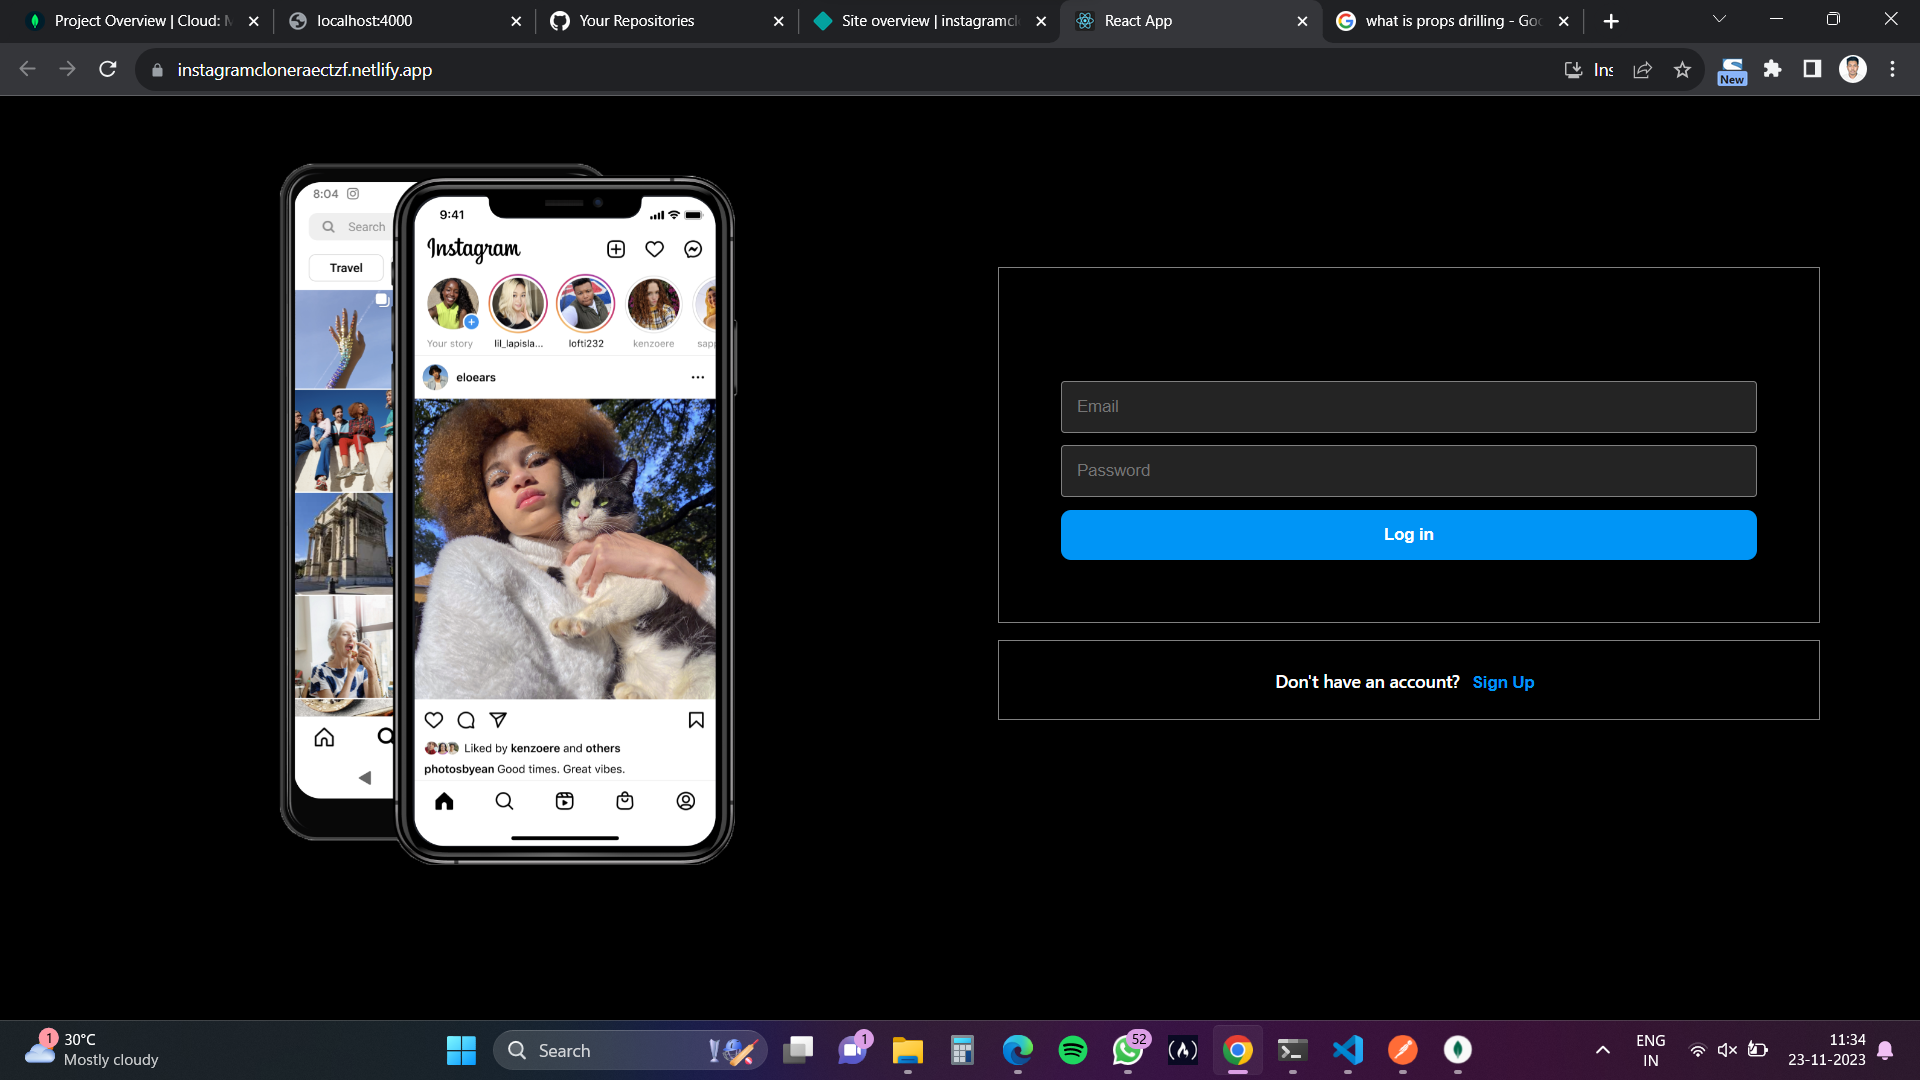 Project Overview | Cloud: M
localhost:4000
Your Repositories
Site overview | instagramcl
React App
what is props drilling - Goo
instagramcloneraectzf.netlify.app
Ins
New
8:04
Search
Travel
9:41
Instagram
Your story
lil_lapisla...
lofti232
kenzoere
sapp
eloears
Liked by kenzoere and others
photosbyean Good times. Great vibes.
Email
Password
Log in
Don't have an account? Sign Up
1
30°C
Mostly cloudy
Search
1
52
ENG
IN
11:34
23-11-2023